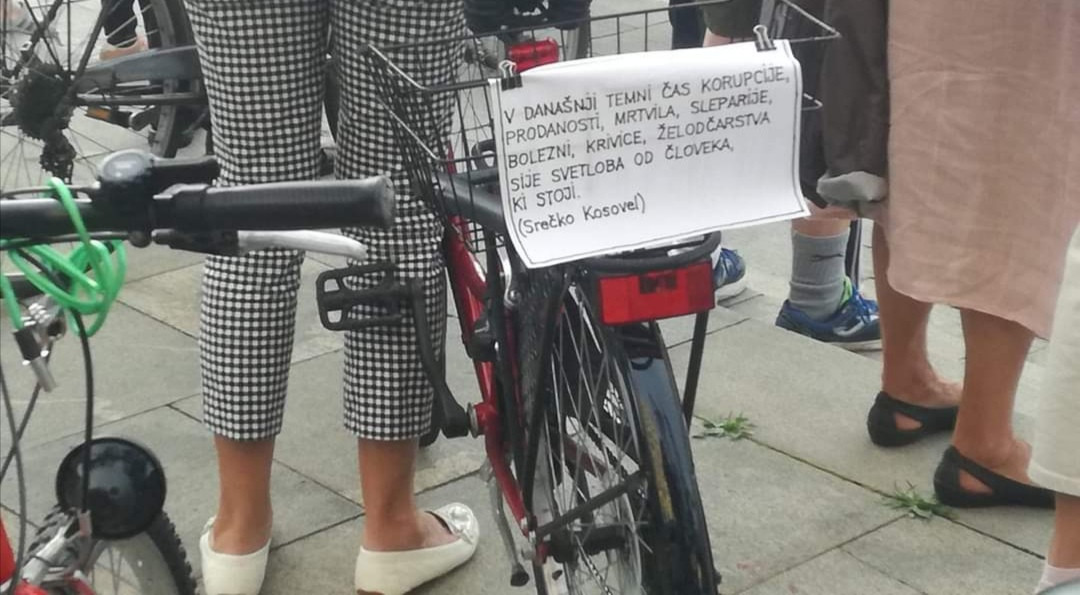 V DANAŠNJI TEMNI ČAS KORUPCIJE,
PRODANOSTI, MRTVILA, SLEPARIJE,
BOLEZNI, KRIVICE, ŽELODČARSTVA
SIJE SVETLOBA OD ČLOVEKA,
KI STOJI.
(Srečko Kosovel)